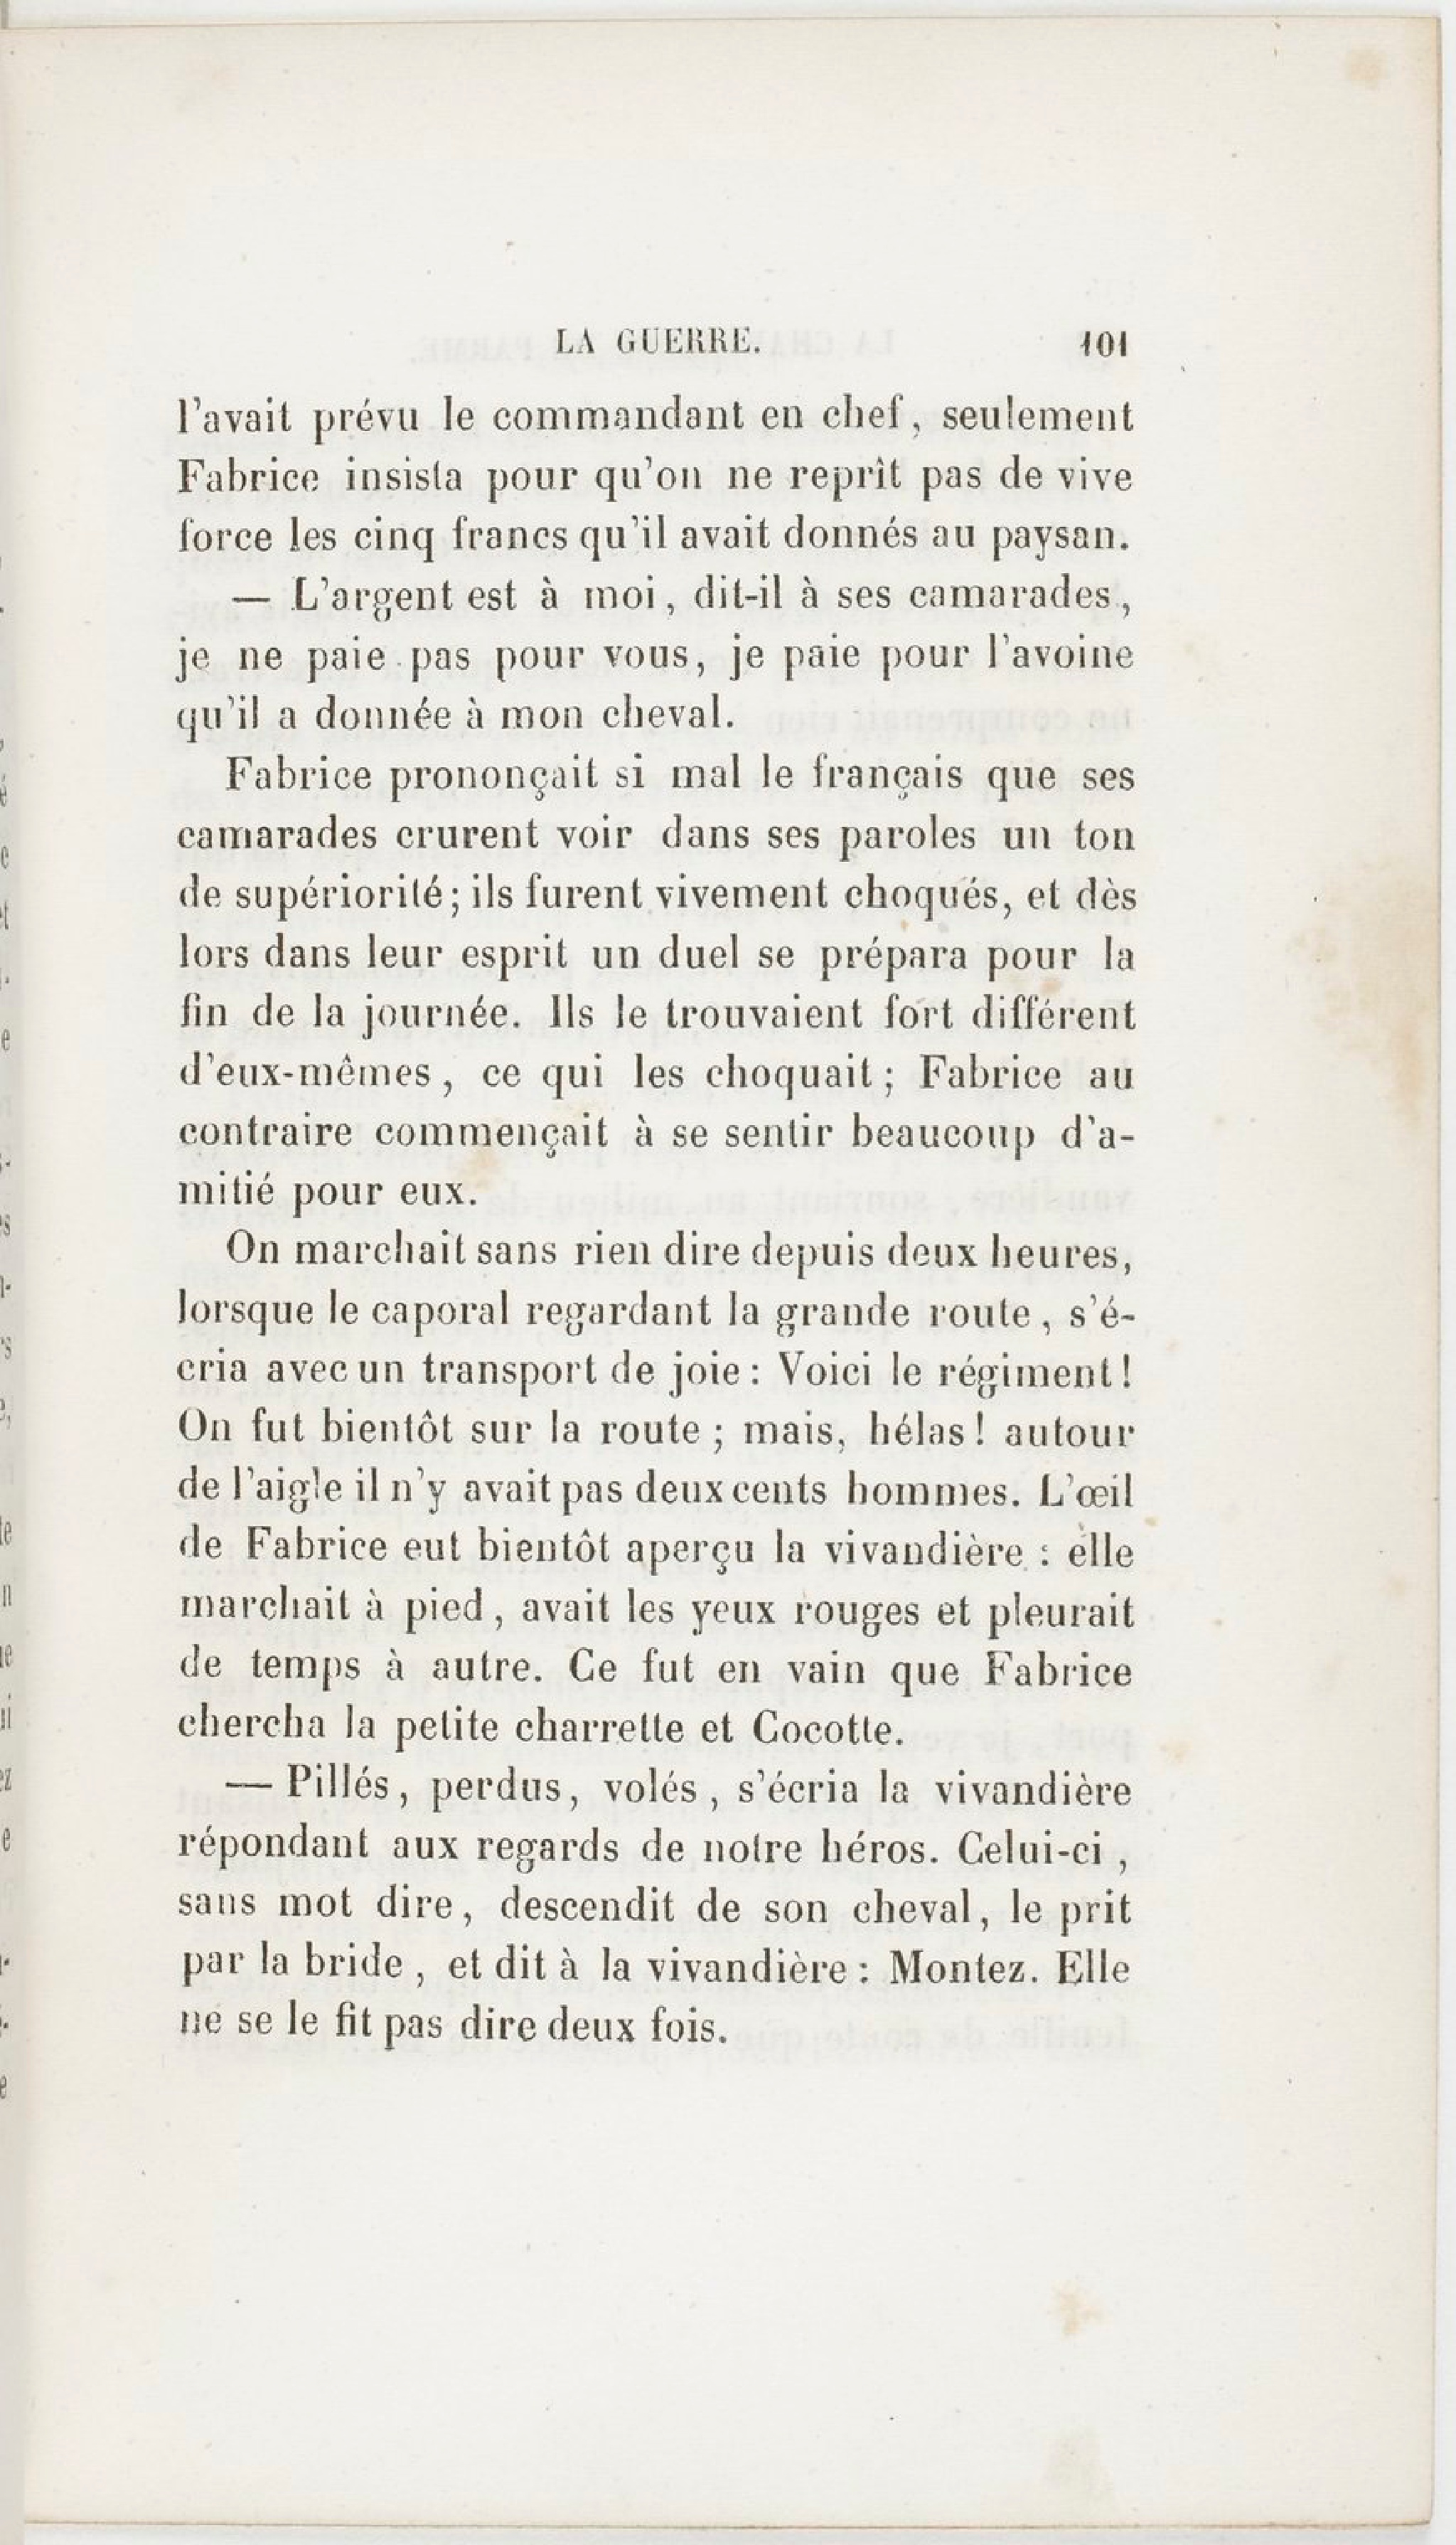 LA GUERRE. 101
l'avait prévu le commandant en chef, seulement
Fabrice insista pour qu'on ne reprît pas de vive
force les cinq francs qu'il avait donnés au paysan.
— L'argent est à moi, dit-il à ses camarades,
je ne paie pas pour vous, je paie pour l'avoine
qu'il a donnée à mon cheval.
Fabrice prononçait si mal le français que ses
camarades crurent voir dans ses paroles un ton
de supériorité; ils furent vivement choqués, et dès
lors dans leur esprit un duel se prépara pour la
fin de la journée. Ils le trouvaient fort différent
d'eux-mêmes, ce qui les choquait; Fabrice au
contraire commençait à se sentir beaucoup d'a-
mitié pour eux.
On marchait sans rien dire depuis deux heures,
lorsque le caporal regardant la grande route, s'é-
cria avec un transport de joie: Voici le régiment!
On fut bientôt sur la route; mais, hélas! autour
de l'aigle il n'y avait pas deux cents hommes. L'œil
de Fabrice eut bientôt aperçu la vivandière: elle
marchait à pied, avait les yeux rouges et pleurait
de temps à autre. Ce fut en vain que Fabrice
chercha la petite charrette et Cocotte.
— Pillés, perdus, volés, s'écria la vivandière
répondant aux regards de notre héros. Celui-ci,
sans mot dire, descendit de son cheval, le prit
par la bride, et dit à la vivandière: Montez. Elle
ne se le fit pas dire deux fois.